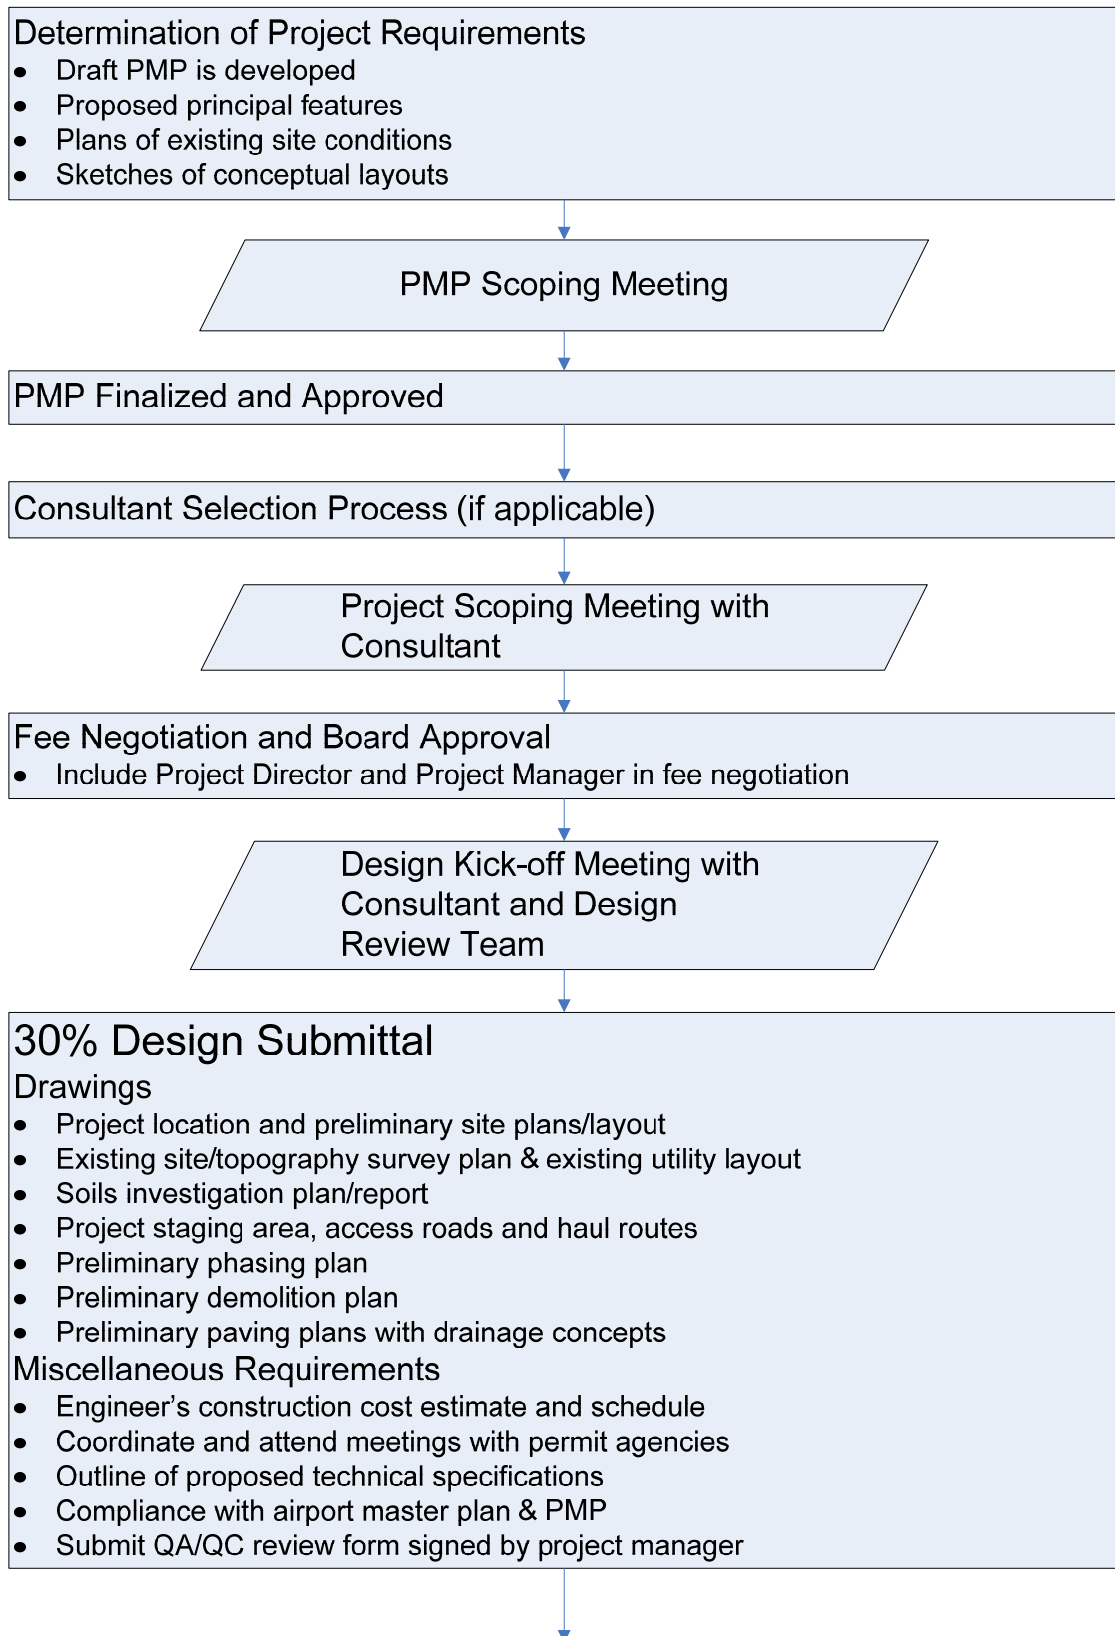 Determination of Project Requirements
• Draft PMP is developed
• Proposed principal features
• Plans of existing site conditions
• Sketches of conceptual layouts
PMP Scoping Meeting
PMP Finalized and Approved
Consultant Selection Process (if applicable)
Project Scoping Meeting with
Consultant
Fee Negotiation and Board Approval
• Include Project Director and Project Manager in fee negotiation
Design Kick-off Meeting with
Consultant and Design
Review Team
30% Design Submittal
Drawings
• Project location and preliminary site plans/layout
• Existing site/topography survey plan & existing utility layout
• Soils investigation plan/report
• Project staging area, access roads and haul routes
• Preliminary phasing plan
• Preliminary demolition plan
• Preliminary paving plans with drainage concepts
Miscellaneous Requirements
• Engineer’s construction cost estimate and schedule
• Coordinate and attend meetings with permit agencies
• Outline of proposed technical specifications
• Compliance with airport master plan & PMP
• Submit QA/QC review form signed by project manager